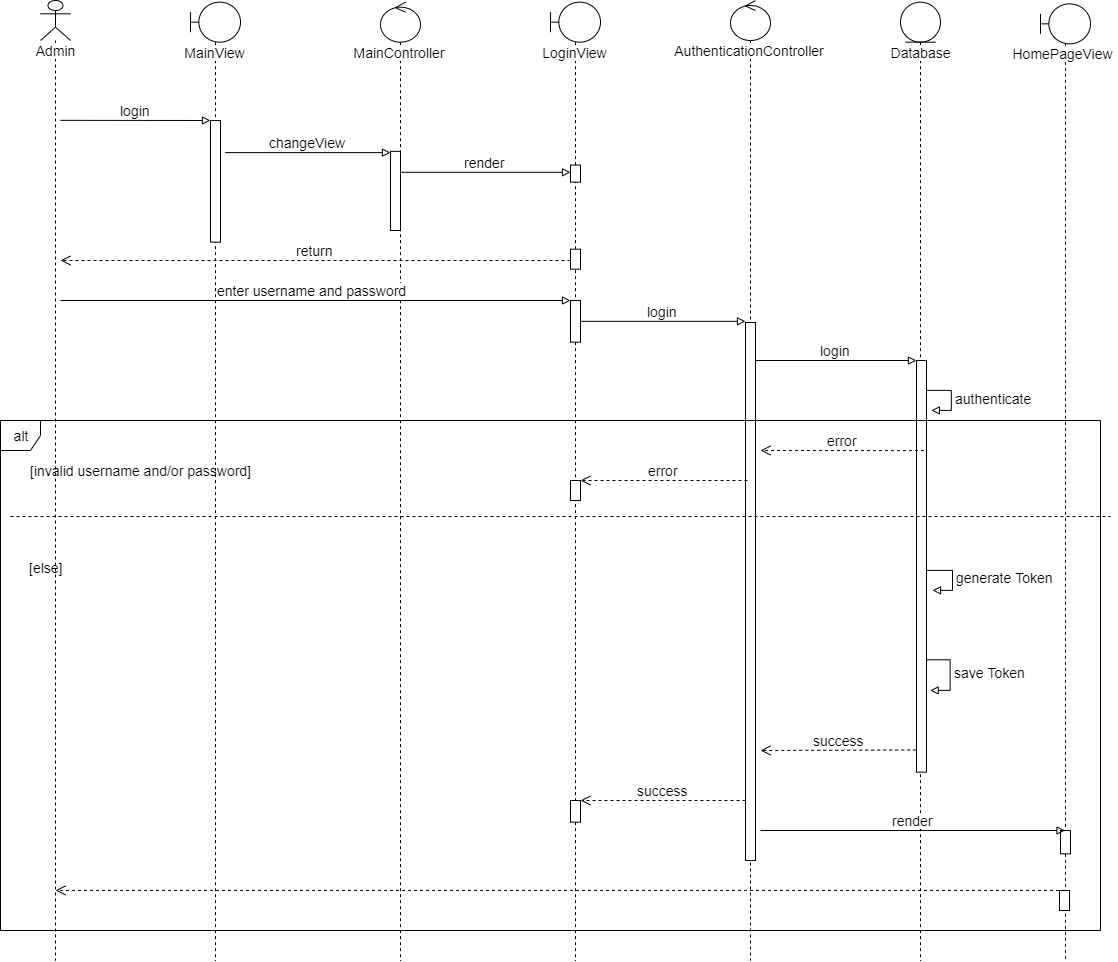 Admin
MainView
MainController
LoginView
AuthenticationController
Database
HomePageView
login
changeView
render
return
enter username and password
login
login
authenticate
alt
error
[invalid username and/or password]
error
[else]
generate Token
save Token
success
success
render